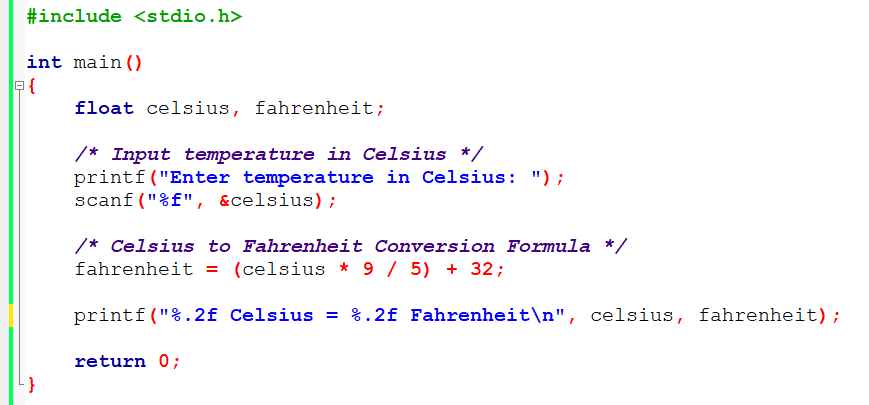 #include <stdio.h>
int main()
{
float celsius, fahrenheit;
/* Input temperature in Celsius */
printf("Enter temperature in Celsius: ");
scanf("%f", &celsius);
/* Celsius to Fahrenheit Conversion Formula */
fahrenheit = (celsius * 9 / 5) + 32;
printf("%.2f Celsius = %.2f Fahrenheit\n", celsius, fahrenheit);
return 0;
}